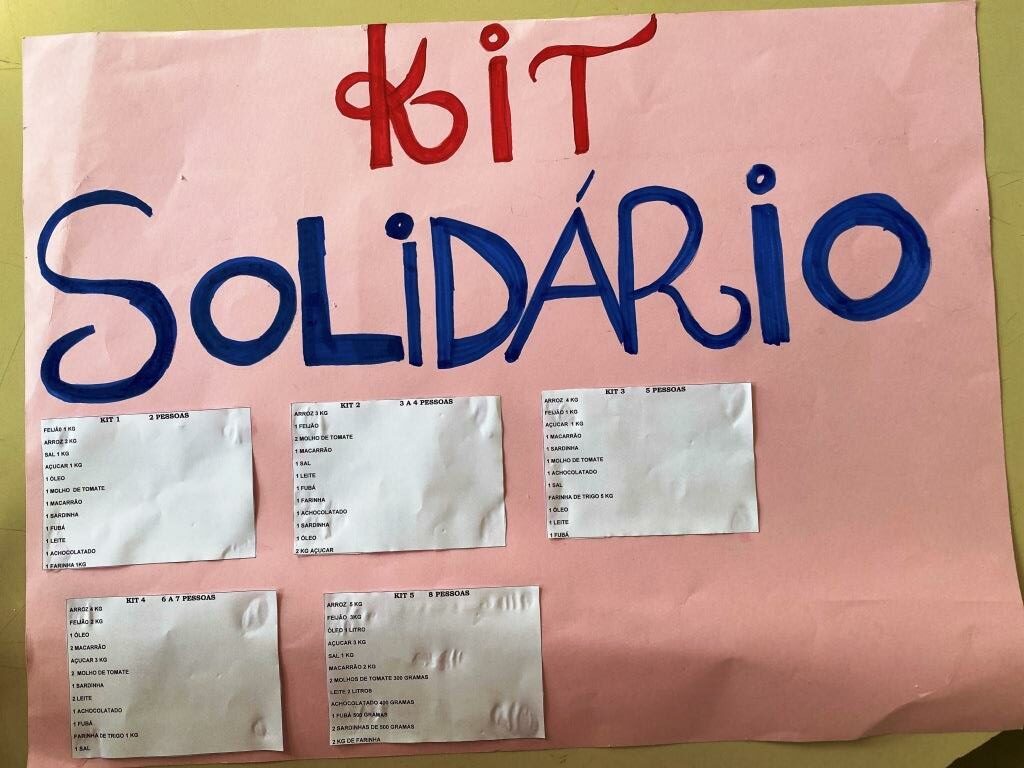 KiT
SOLiDÁRiO
KIT 1 2 PESSOAS
FEIJÃO 1 KG
ARROZ 2 KG
SAL 1 KG
AÇUCAR 1 KG
1 ÓLEO
1 MOLHO DE TOMATE
1 MACARRÃO
1 SARDINHA
1 FUBÁ
1 LEITE
1 ACHOCOLATADO
1 FARINHA 1KG
KIT 2 3 A 4 PESSOAS
ARROZ 3 KG
1 FEIJÃO
2 MOLHO DE TOMATE
1 MACARRÃO
1 SAL
1 LEITE
1 FUBÁ
1 FARINHA
1 ACHOCOLATADO
1 SARDINHA
1 ÓLEO
2 KG AÇUCAR
KIT 3 5 PESSOAS
ARROZ 4 KG
FEIJÃO 1 KG
AÇUCAR 1 KG
1 MACARRÃO
1 SARDINHA
1 MOLHO DE TOMATE
1 ACHOCOLATADO
1 SAL
FARINHA DE TRIGO 5 KG
1 ÓLEO
1 LEITE
1 FUBÁ
KIT 4 6 A 7 PESSOAS
ARROZ 4 KG
FEIJÃO 2 KG
1 ÓLEO
2 MACARRÃO
AÇUCAR 3 KG
2 MOLHO DE TOMATE
1 SARDINHA
2 LEITE
1 ACHOCOLATADO
1 FUBÁ
FARINHA DE TRIGO 1 KG
1 SAL
KIT 5 8 PESSOAS
ARROZ 5 KG
FEIJÃO 3KG
ÓLEO 1 LITRO
AÇUCAR 3 KG
SAL 1 KG
MACARRÃO 2 KG
2 MOLHOS DE TOMATE 300 GRAMAS
LEITE 2 LITROS
ACHOCOLATADO 400 GRAMAS
1 FUBÁ 500 GRAMAS
2 SARDINHAS DE 500 GRAMAS
2 KG DE FARINHA